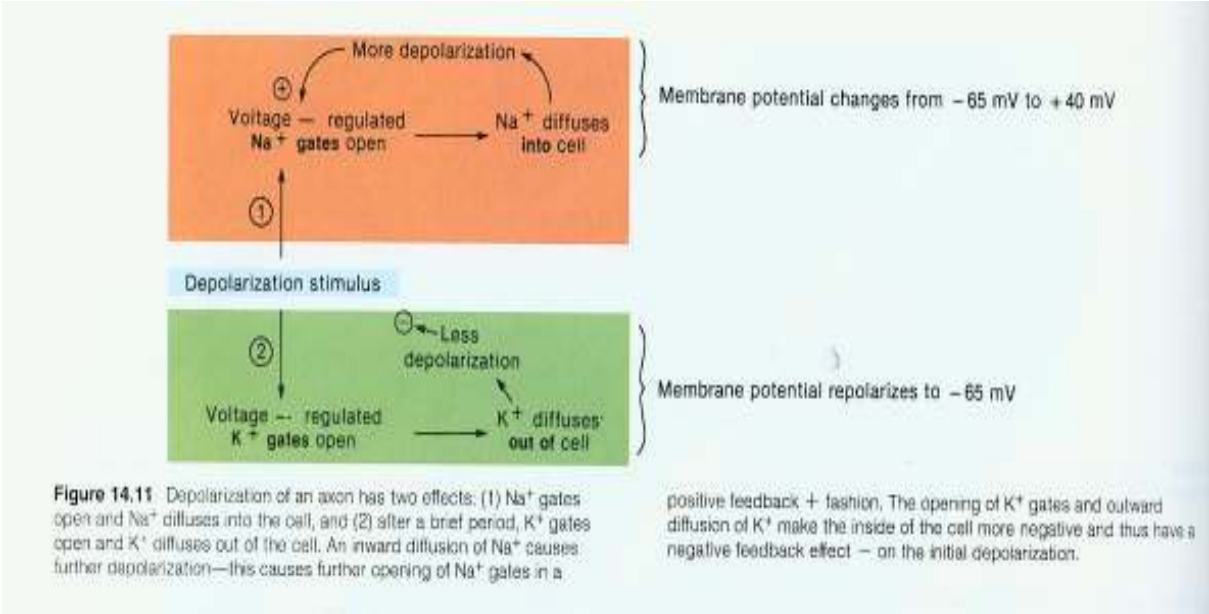 More depolarization
+
Voltage – regulated
Na+ gates open
Na+ diffuses
into cell
Membrane potential changes from –65 mV to +40 mV
1
Depolarization stimulus
2
–
Less
depolarization
Voltage – regulated
K+ gates open
K+ diffuses
out of cell
Membrane potential repolarizes to –65 mV
Figure 14.11 Depolarization of an axon has two effects: (1) Na+ gates
open and Na+ diffuses into the cell, and (2) after a brief period, K+ gates
open and K+ diffuses out of the cell. An inward diffusion of Na+ causes
further depolarization—this causes further opening of Na+ gates in a
positive feedback + fashion. The opening of K+ gates and outward
diffusion of K+ make the inside of the cell more negative and thus have a
negative feedback effect – on the initial depolarization.